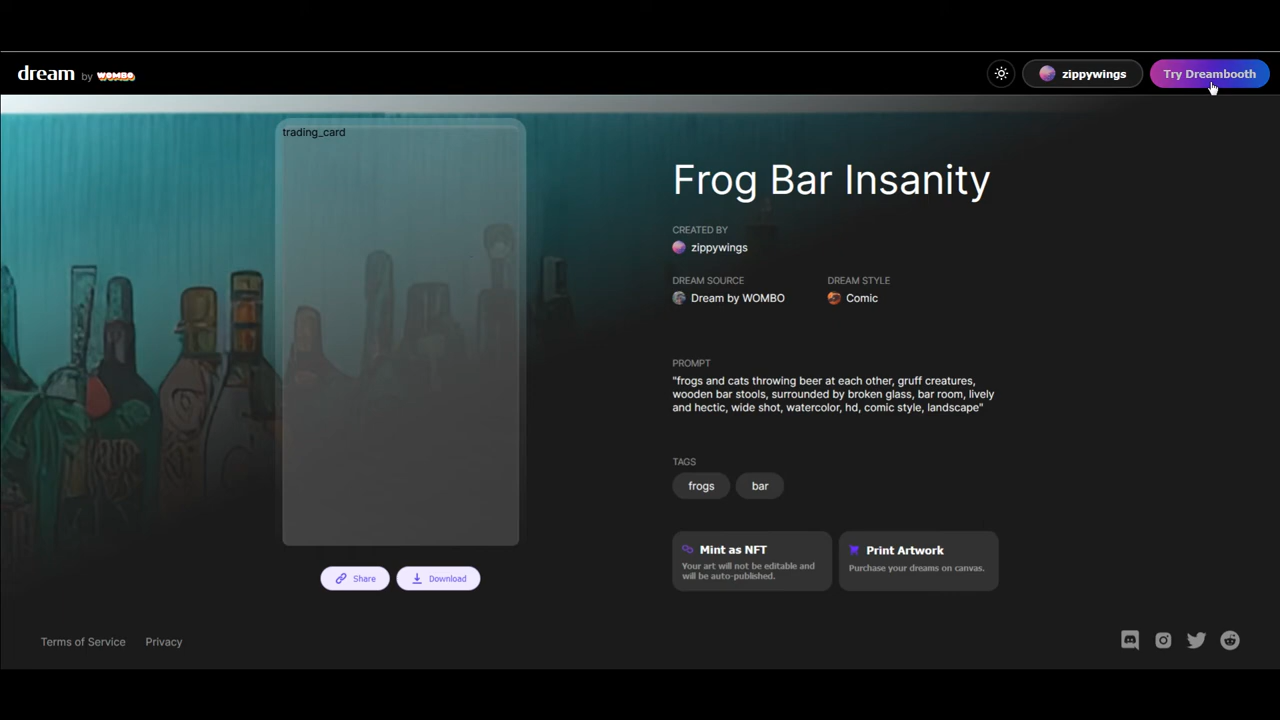 dream by WOMBO
zippywings
Try Dreambooth
trading_card
Frog Bar Insanity
CREATED BY
zippywings
DREAM SOURCE
Dream by WOMBO
DREAM STYLE
Comic
PROMPT
"frogs and cats throwing beer at each other, gruff creatures,
wooden bar stools, surrounded by broken glass, bar room, lively
and hectic, wide shot, watercolor, hd, comic style, landscape"
TAGS
frogs
bar
Mint as NFT
Your art will not be editable and
will be auto-published.
Print Artwork
Purchase your dreams on canvas.
Share
Download
Terms of Service
Privacy